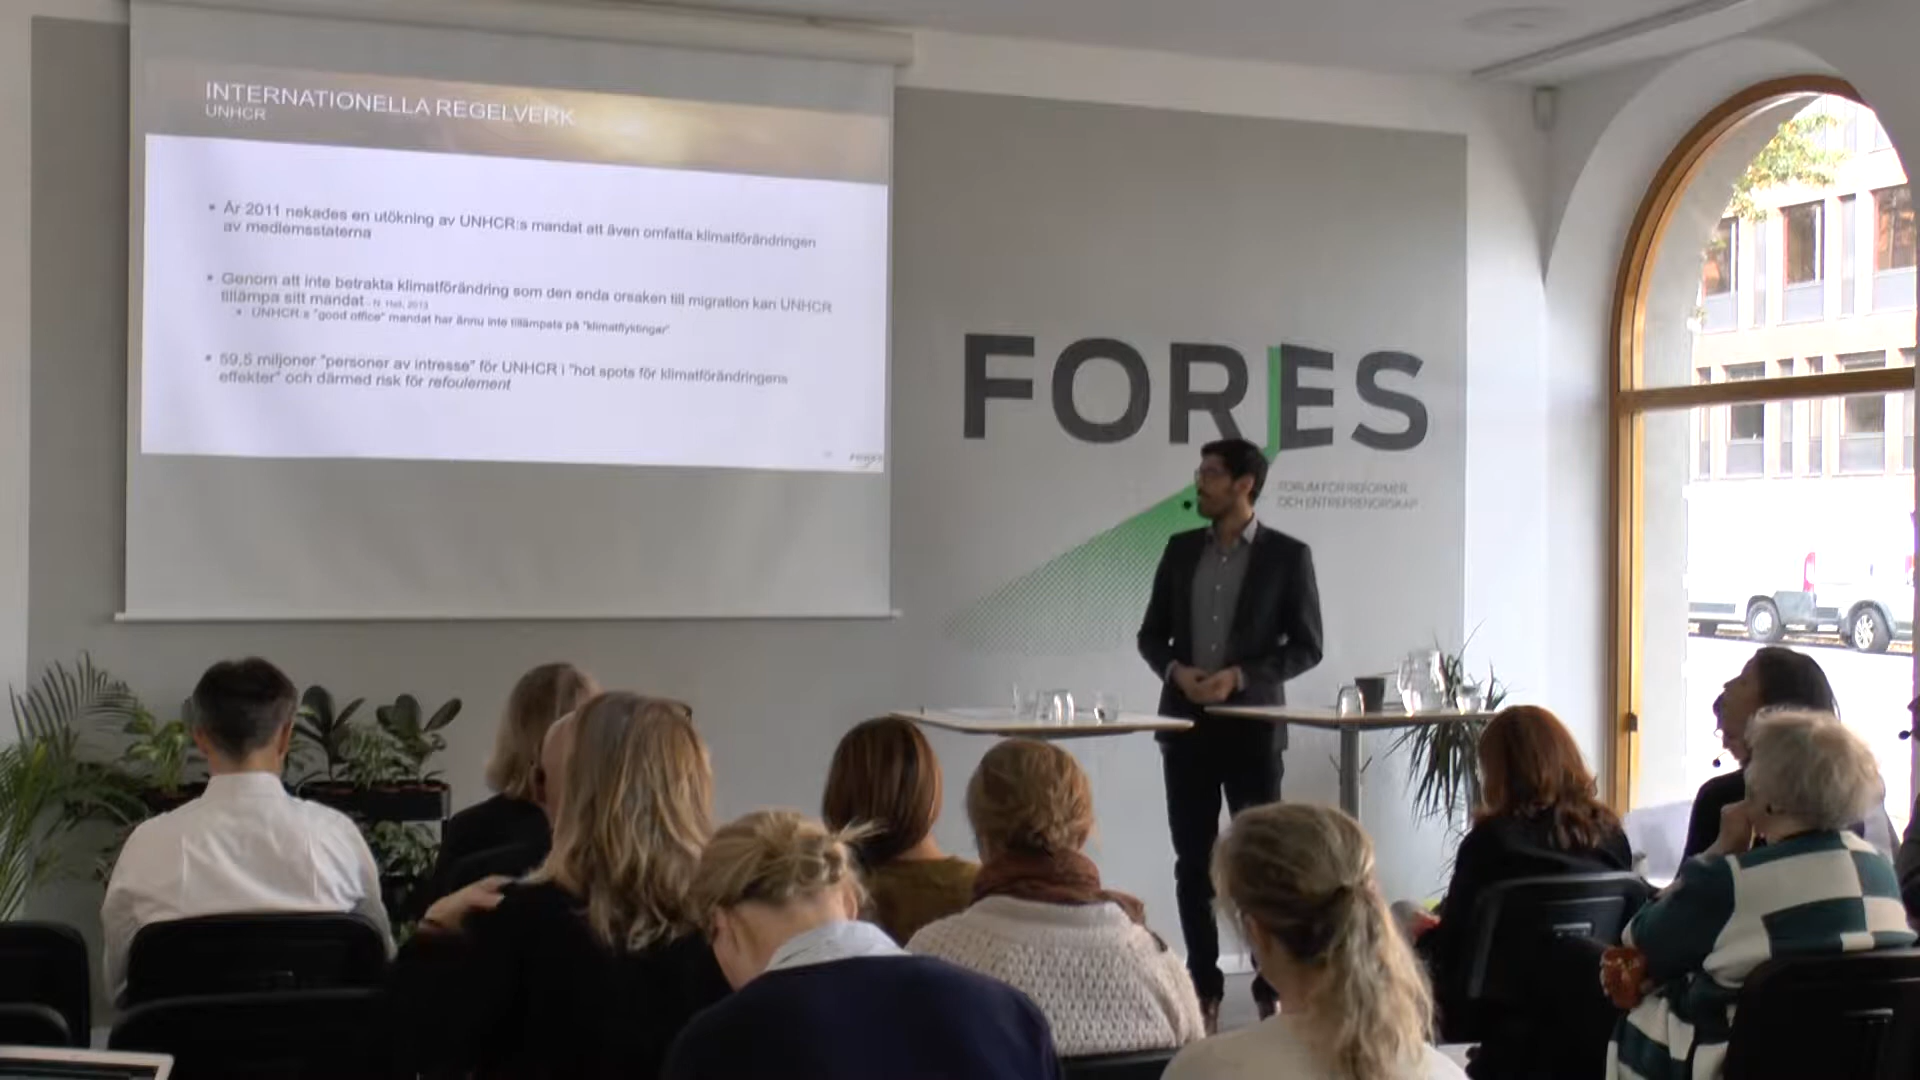 INTERNATIONELLA REGELVERK
UNHCR
• År 2011 nekades en utökning av UNHCR:s mandat att även omfatta klimatförändringen
av medlemsstaterna
• Genom att inte betrakta klimatförändring som den enda orsaken till migration kan UNHCR
tillämpa sitt mandat - N. Hall, 2013
• UNHCR:s "good office" mandat har ännu inte tillämpats på "klimatflyktingar"
• 59,5 miljoner "personer av intresse" för UNHCR i "hot spots för klimatförändringens
effekter" och därmed risk för refoulement
FORES
FORES
FORUM FÖR REFORMER
OCH ENTREPRENÖRSKAP